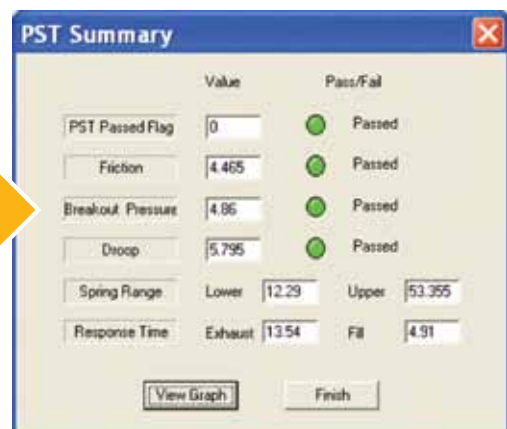 PST Summary
Value Pass/Fail
PST Passed Flag 0 Passed
Friction 4.465 Passed
Breakout Pressure 4.86 Passed
Droop 5.795 Passed
Spring Range Lower 12.29 Upper 53.355
Response Time Exhaust 13.54 Fill 4.91
View Graph Finish